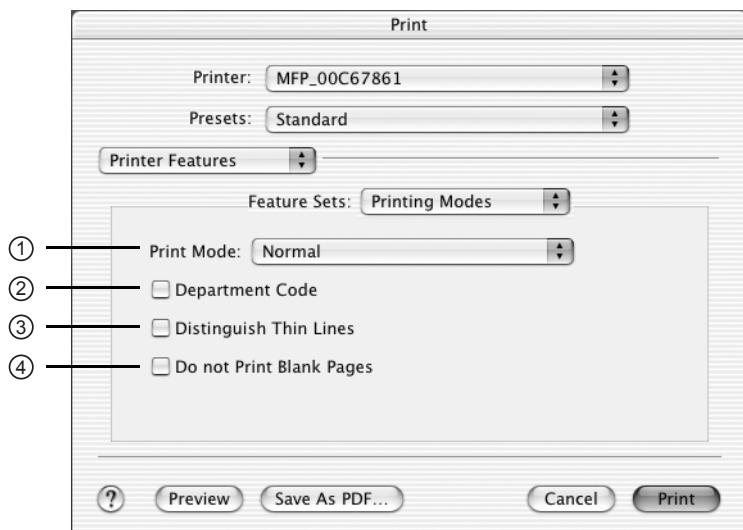 Print
Printer: MFP_00C67861
Presets: Standard
Printer Features
Feature Sets: Printing Modes
① Print Mode: Normal
② Department Code
③ Distinguish Thin Lines
④ Do not Print Blank Pages
? Preview Save As PDF... Cancel Print